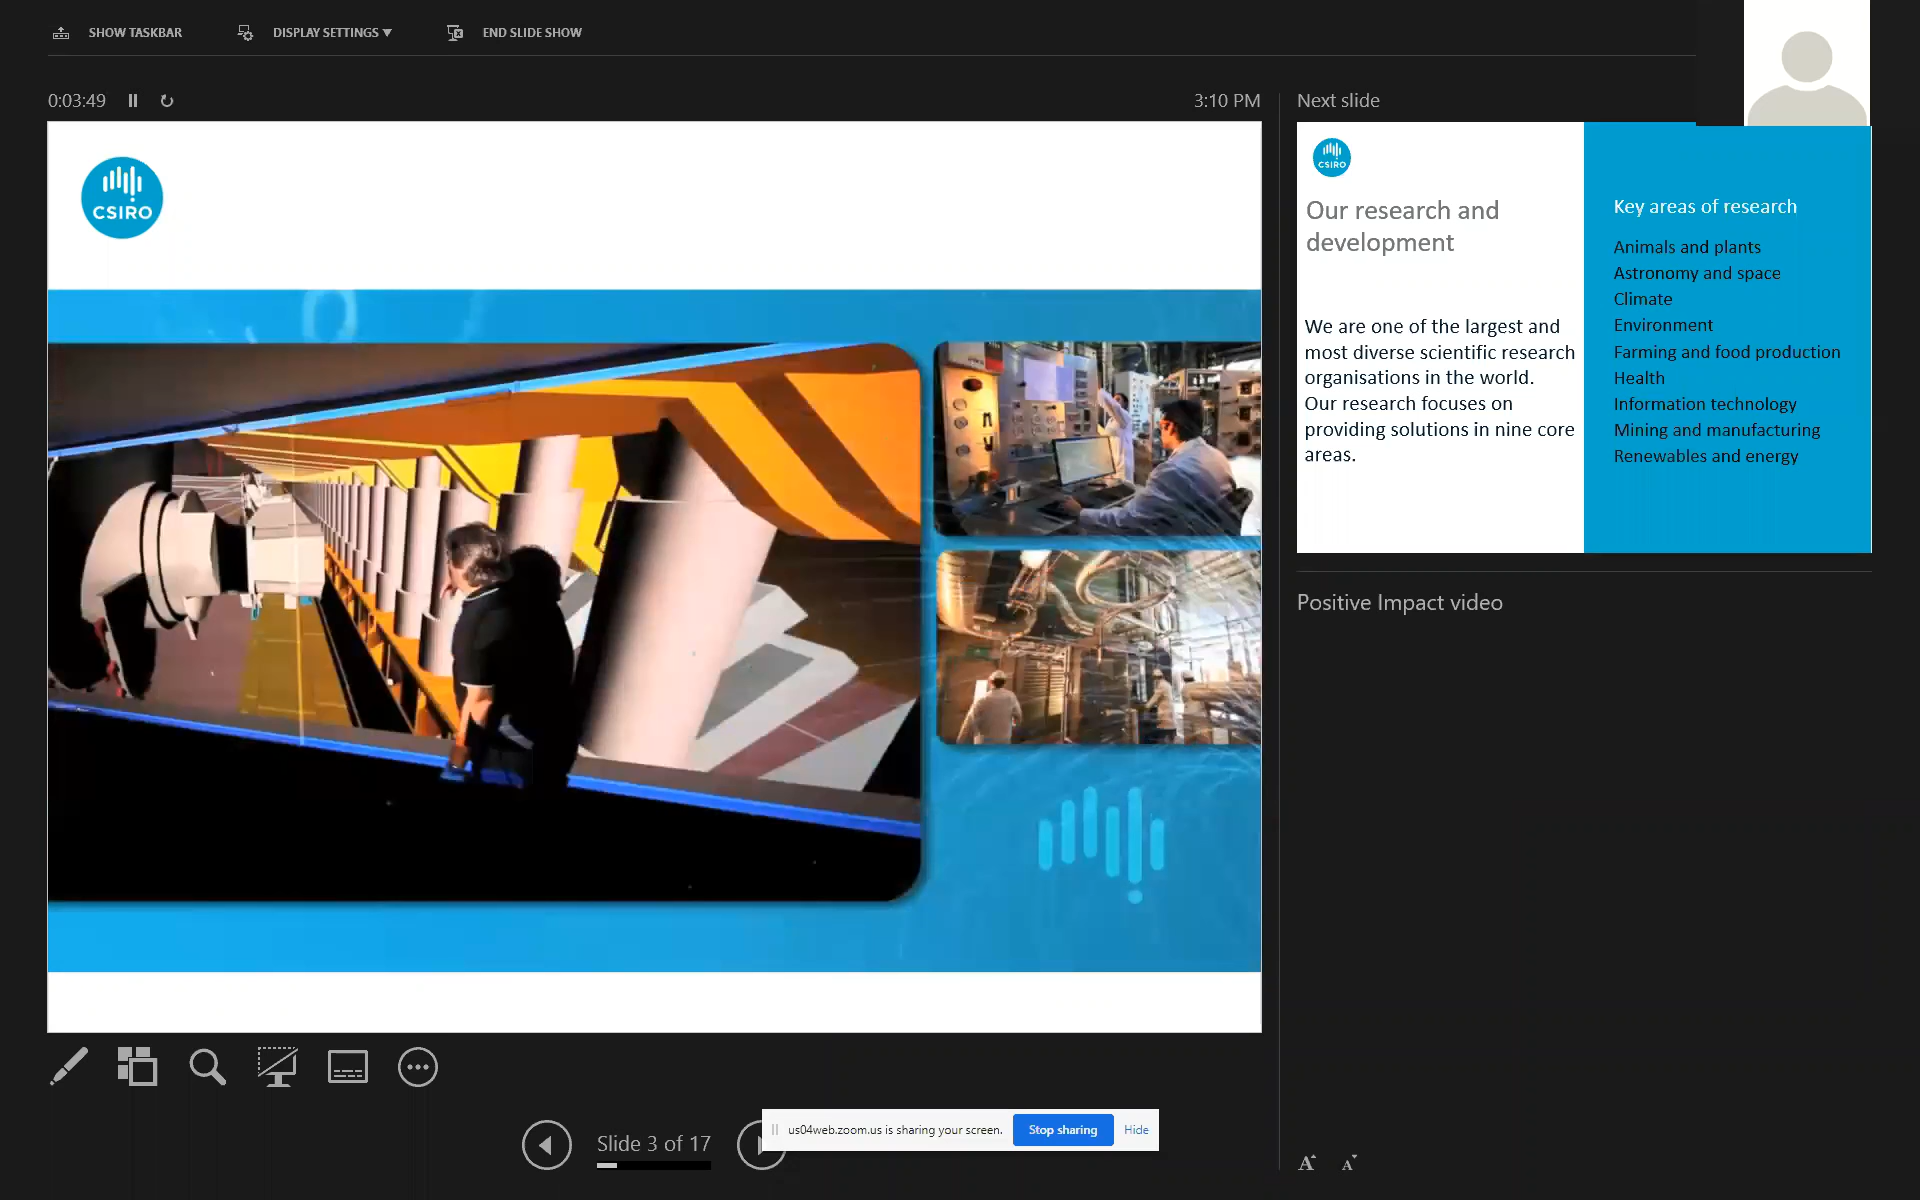 SHOW TASKBAR
DISPLAY SETTINGS
END SLIDE SHOW
0:03:49
3:10 PM
CSIRO
Slide 3 of 17
us04web.zoom.us is sharing your screen.
Stop sharing
Hide
Next slide
CSIRO
Our research and
development
We are one of the largest and
most diverse scientific research
organisations in the world.
Our research focuses on
providing solutions in nine core
areas.
Key areas of research
Animals and plants
Astronomy and space
Climate
Environment
Farming and food production
Health
Information technology
Mining and manufacturing
Renewables and energy
Positive Impact video
A
A